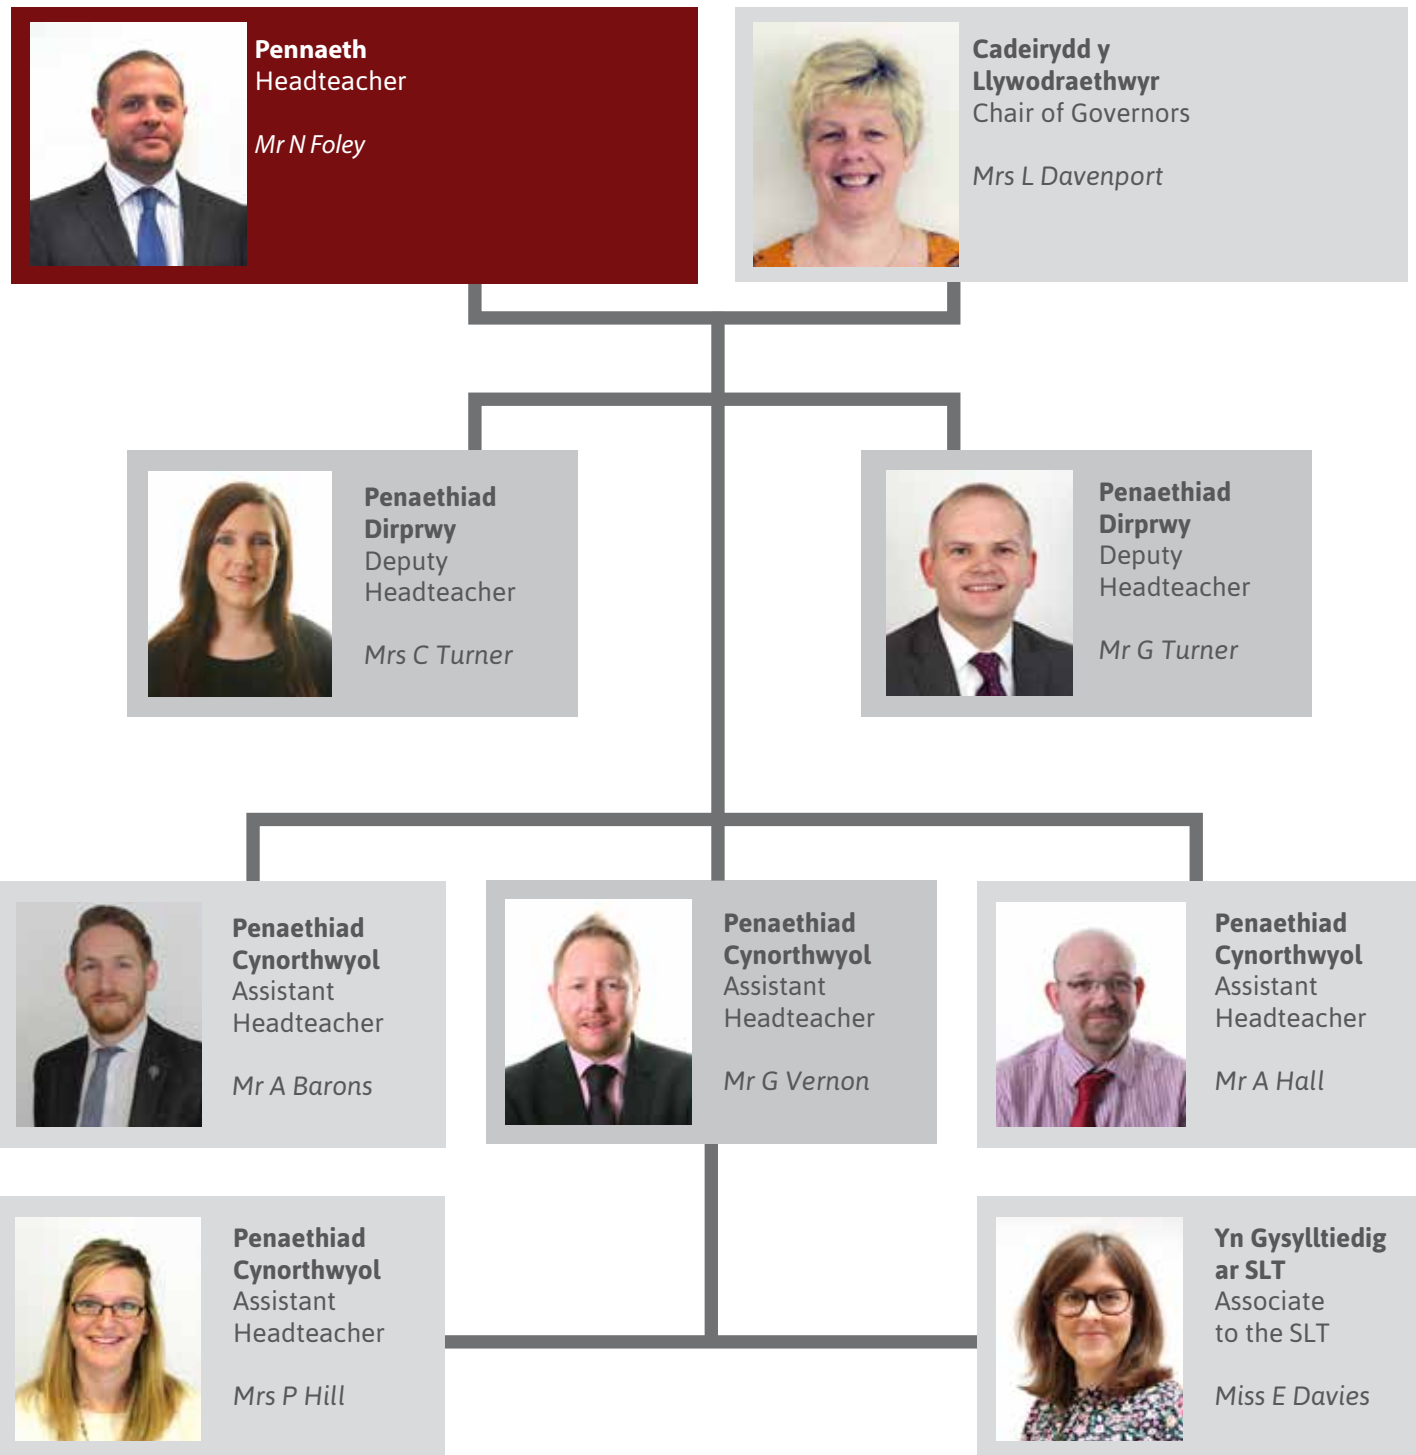 Pennaeth
Headteacher
Mr N Foley
Cadeirydd y
Llywodraethwyr
Chair of Governors
Mrs L Davenport
Penaethiad
Dirprwy
Deputy
Headteacher
Mrs C Turner
Penaethiad
Dirprwy
Deputy
Headteacher
Mr G Turner
Penaethiad
Cynorthwyol
Assistant
Headteacher
Mr A Barons
Penaethiad
Cynorthwyol
Assistant
Headteacher
Mr G Vernon
Penaethiad
Cynorthwyol
Assistant
Headteacher
Mr A Hall
Penaethiad
Cynorthwyol
Assistant
Headteacher
Mrs P Hill
Yn Gysylltiedig
ar SLT
Associate
to the SLT
Miss E Davies